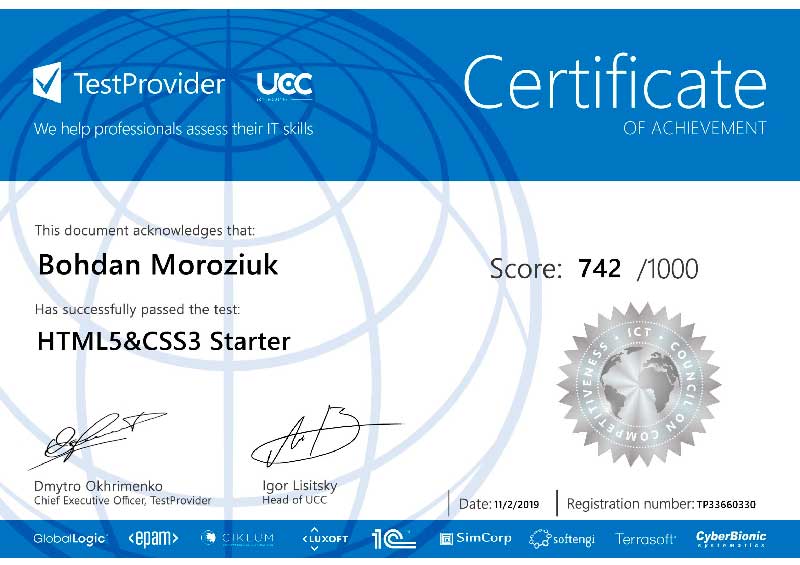 TestProvider
UCC
We help professionals assess their IT skills
Certificate
OF ACHIEVEMENT
This document acknowledges that:
Bohdan Moroziuk
Score: 742 /1000
Has successfully passed the test:
HTML5&CSS3 Starter
ICT • COUNCIL ON COMPETITIVENESS •
Dmytro Okhrimenko
Chief Executive Officer, TestProvider
Igor Lisitsky
Head of UCC
Date: 11/2/2019
Registration number: TP33660330
GlobalLogic
<epam>
CIKLUM
LUXOFT
1C
SimCorp
softengi
Terrasoft
CyberBionic
systematics